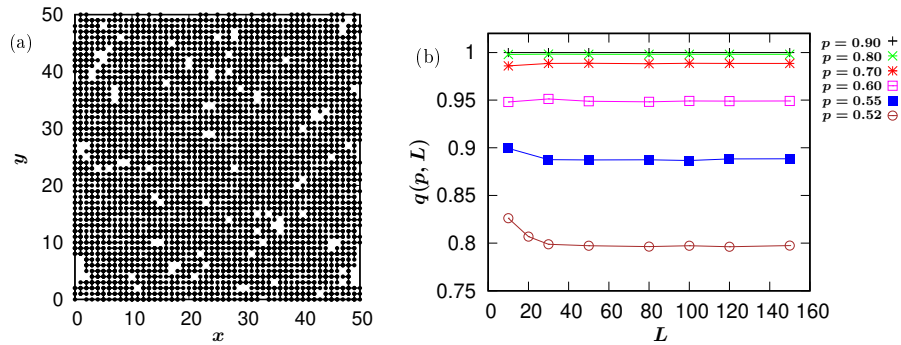 (a)
50
40
30
20
10
0
y
0 10 20 30 40 50
x
(b)
1
0.95
0.9
0.85
0.8
0.75
q(p, L)
0 20 40 60 80 100 120 140 160
L
p = 0.90
p = 0.80
p = 0.70
p = 0.60
p = 0.55
p = 0.52